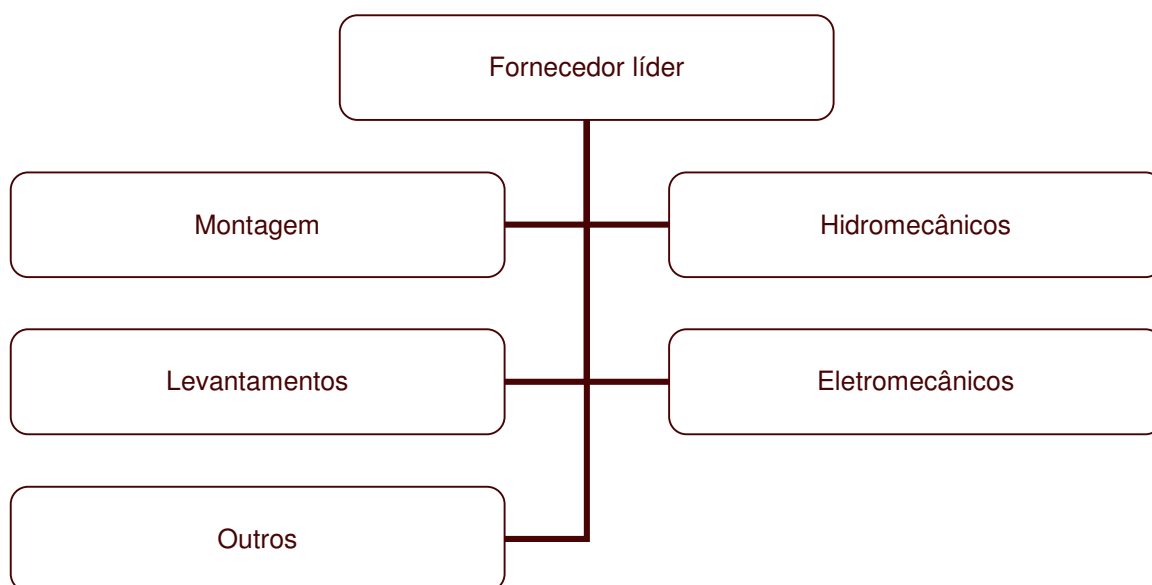 Fornecedor líder
Montagem
Hidromecânicos
Levantamentos
Eletromecânicos
Outros